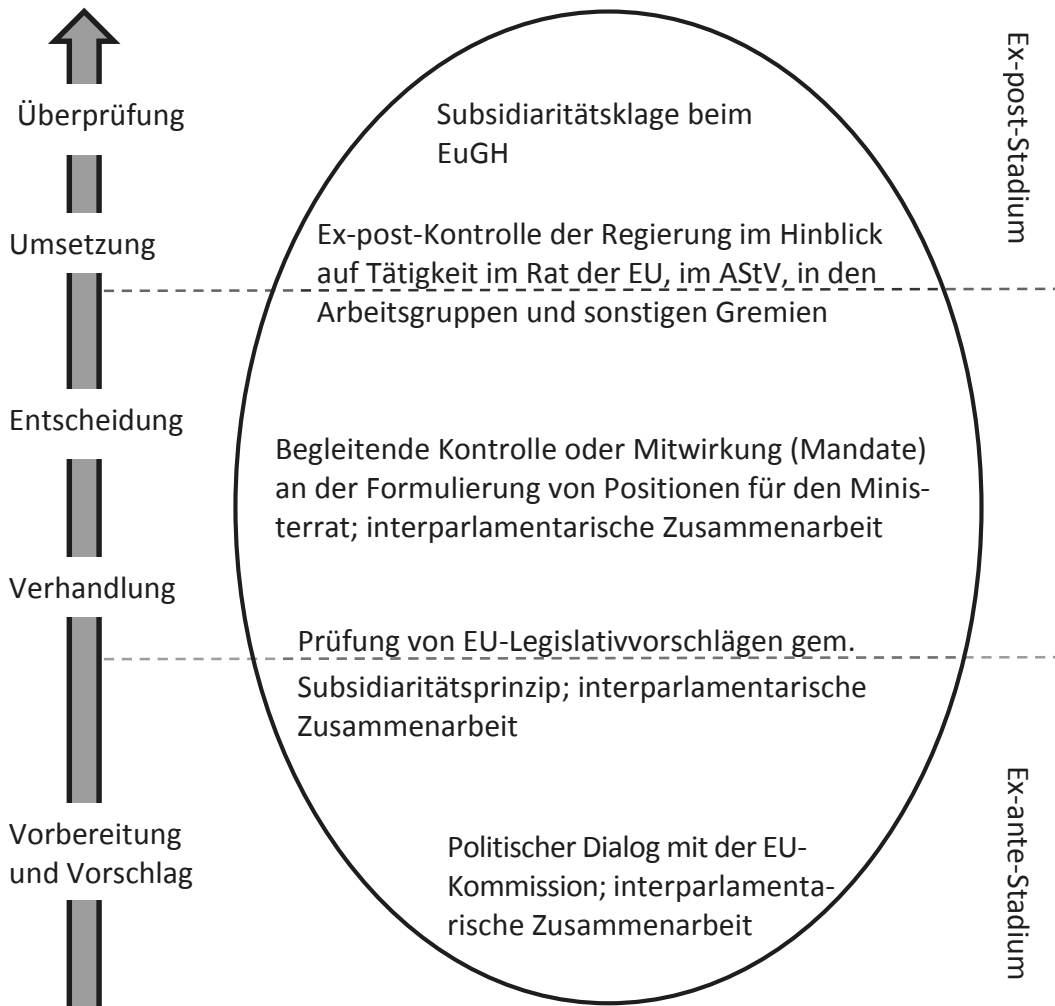 Überprüfung
Subsidiaritätsklage beim
EuGH
Ex-post-Stadium
Umsetzung
Ex-post-Kontrolle der Regierung im Hinblick
auf Tätigkeit im Rat der EU, im AStV, in den
Arbeitsgruppen und sonstigen Gremien
Entscheidung
Begleitende Kontrolle oder Mitwirkung (Mandate)
an der Formulierung von Positionen für den Minis-
terrat; interparlamentarische Zusammenarbeit
Verhandlung
Prüfung von EU-Legislativvorschlägen gem.
Subsidiaritätsprinzip; interparlamentarische
Zusammenarbeit
Vorbereitung
und Vorschlag
Politischer Dialog mit der EU-
Kommission; interparlamenta-
rische Zusammenarbeit
Ex-ante-Stadium